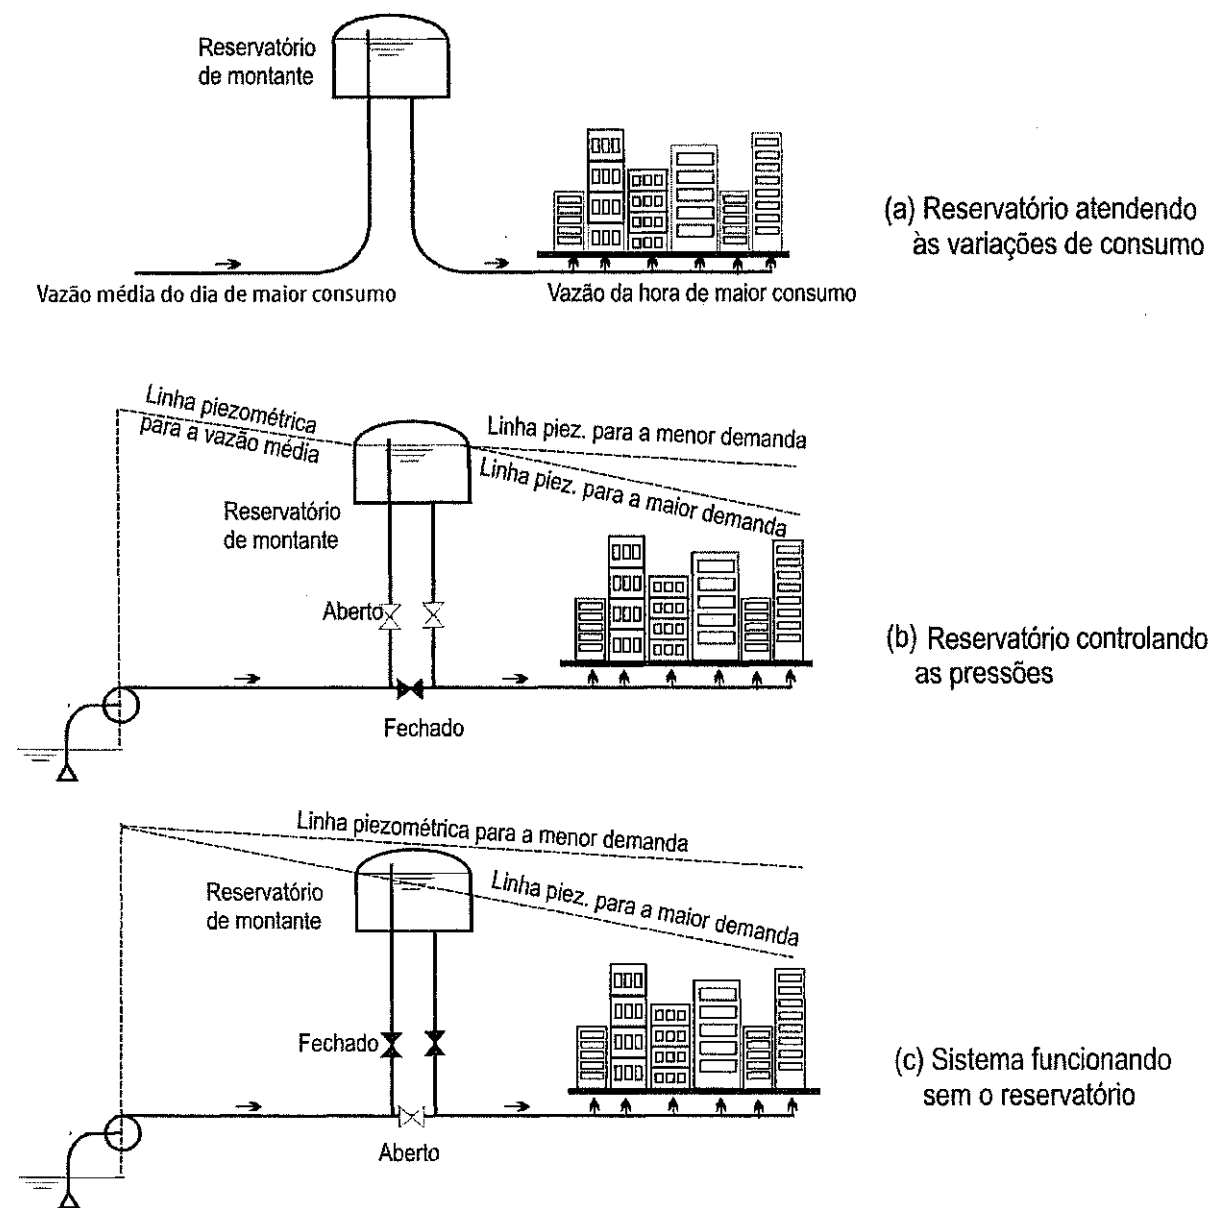 Reservatório
de montante
(a) Reservatório atendendo
às variações de consumo
Vazão média do dia de maior consumo
Vazão da hora de maior consumo
Linha piezométrica
para a vazão média
Linha piez. para a menor demanda
Linha piez. para a maior demanda
Reservatório
de montante
Aberto
(b) Reservatório controlando
as pressões
Fechado
Linha piezométrica para a menor demanda
Reservatório
de montante
Linha piez. para a maior demanda
Fechado
(c) Sistema funcionando
sem o reservatório
Aberto